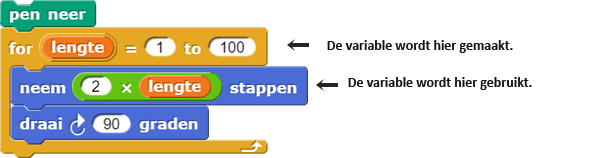 pen neer
for lengte = 1 to 100
De variable wordt hier gemaakt.
neem 2 × lengte stappen
De variable wordt hier gebruikt.
draai 90 graden